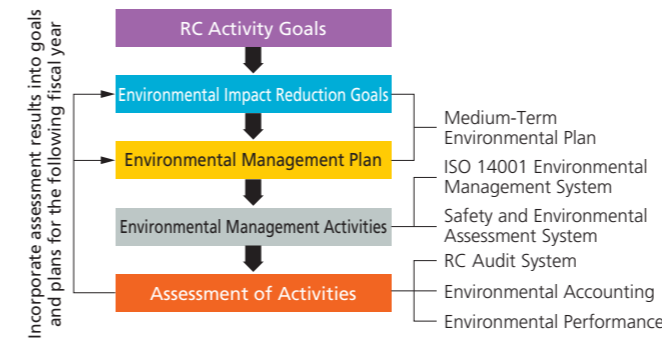 Incorporate assessment results into goals
and plans for the following fiscal year
RC Activity Goals
Environmental Impact Reduction Goals
Environmental Management Plan
Environmental Management Activities
Assessment of Activities
Medium-Term
Environmental Plan
ISO 14001 Environmental
Management System
Safety and Environmental
Assessment System
RC Audit System
Environmental Accounting
Environmental Performance